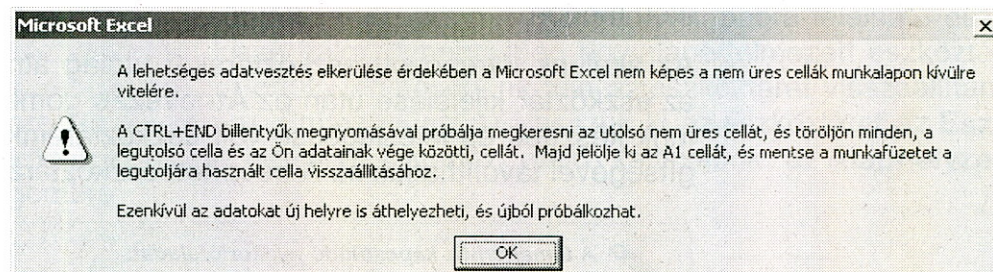 Microsoft Excel
A lehetséges adatvesztés elkerülése érdekében a Microsoft Excel nem képes a nem üres cellák munkalapon kívülre
vitelére.
A CTRL+END billentyűk megnyomásával próbálja megkeresni az utolsó nem üres cellát, és töröljön minden, a
legutolsó cella és az Ön adatainak vége közötti, cellát. Majd jelölje ki az A1 cellát, és mentse a munkafüzetet a
legutoljára használt cella visszaállításához.
Ezenkívül az adatokat új helyre is áthelyezheti, és újból próbálkozhat.
OK